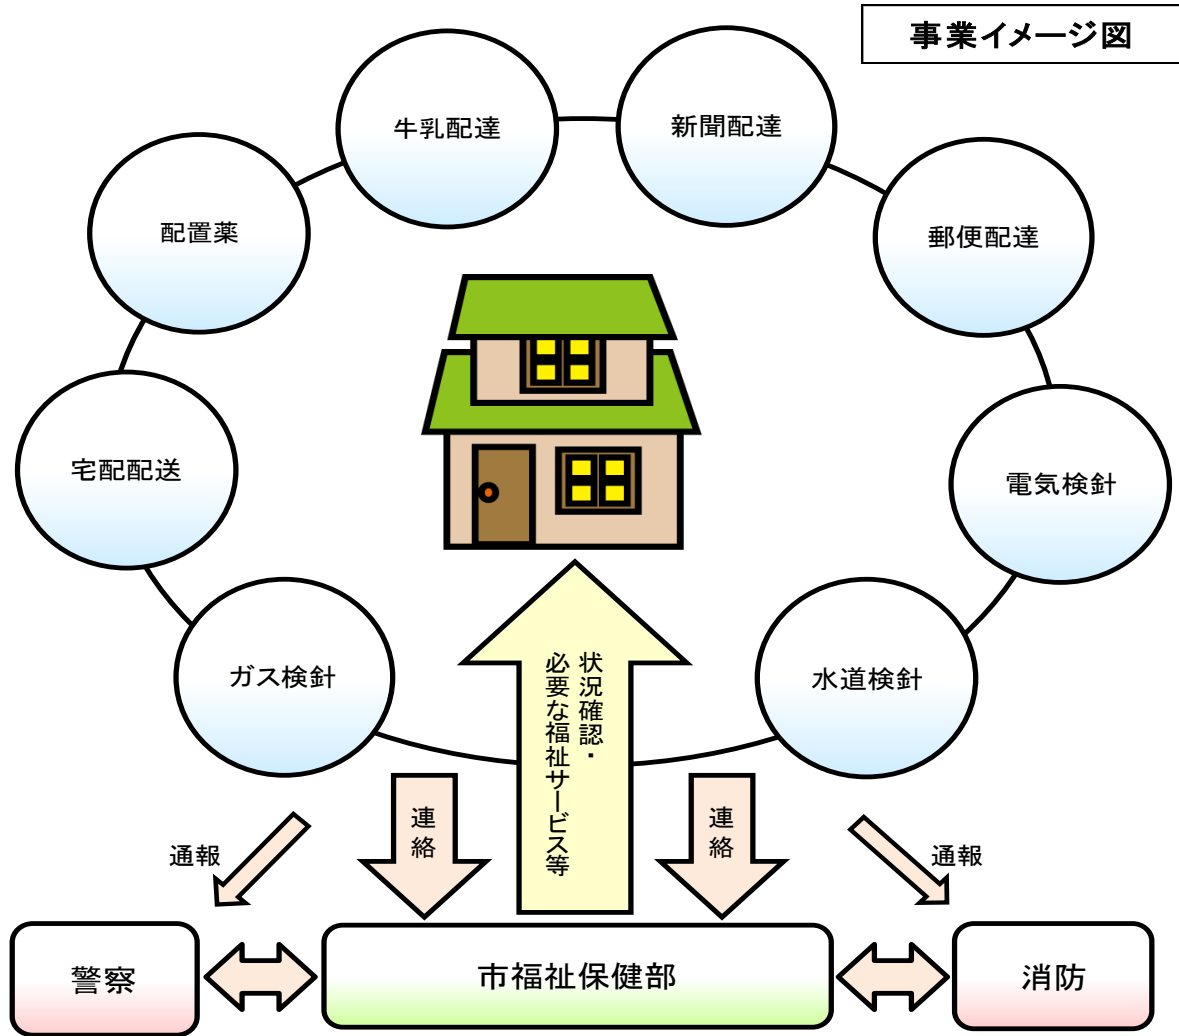 事業イメージ図
牛乳配達
新聞配達
配置薬
郵便配達
宅配配送
電気検針
ガス検針
水道検針
状況確認・
必要な福祉サービス等
連絡
連絡
通報
通報
警察
市福祉保健部
消防